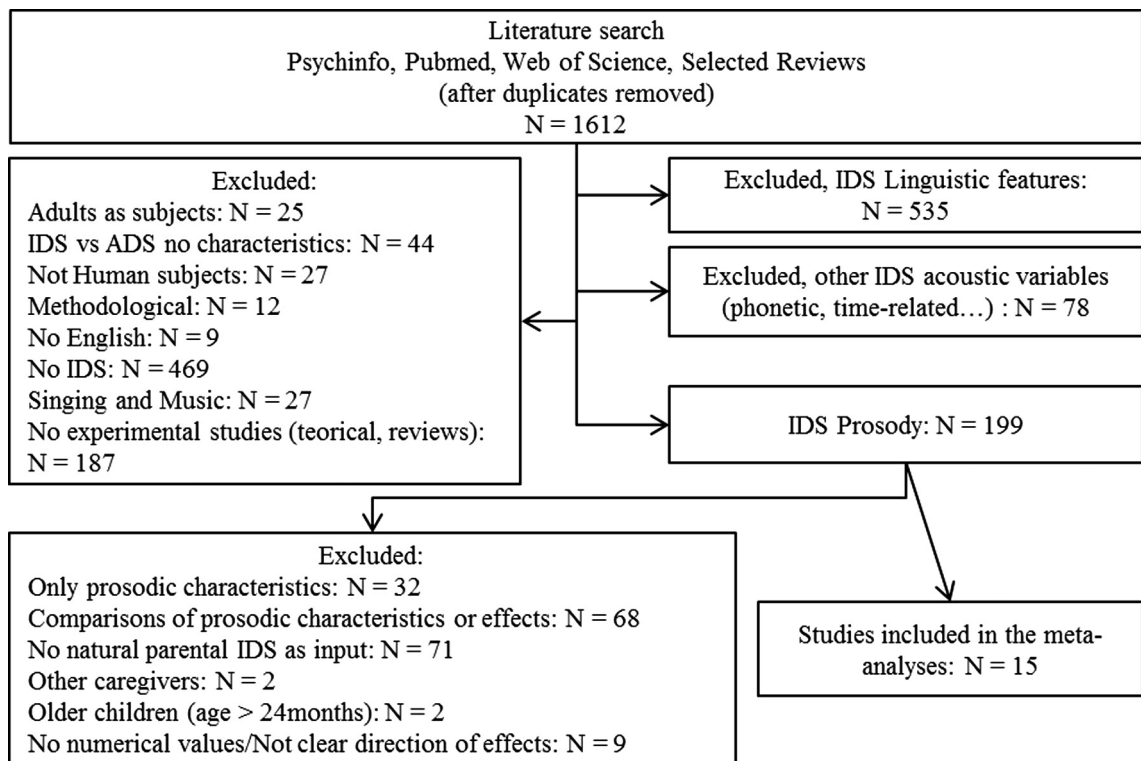 Literature search
Psychinfo, Pubmed, Web of Science, Selected Reviews
(after duplicates removed)
N = 1612
Excluded:
Adults as subjects: N = 25
IDS vs ADS no characteristics: N = 44
Not Human subjects: N = 27
Methodological: N = 12
No English: N = 9
No IDS: N = 469
Singing and Music: N = 27
No experimental studies (teorical, reviews):
N = 187
Excluded, IDS Linguistic features:
N = 535
Excluded, other IDS acoustic variables
(phonetic, time-related…) : N = 78
IDS Prosody: N = 199
Excluded:
Only prosodic characteristics: N = 32
Comparisons of prosodic characteristics or effects: N = 68
No natural parental IDS as input: N = 71
Other caregivers: N = 2
Older children (age > 24months): N = 2
No numerical values/Not clear direction of effects: N = 9
Studies included in the meta-
analyses: N = 15